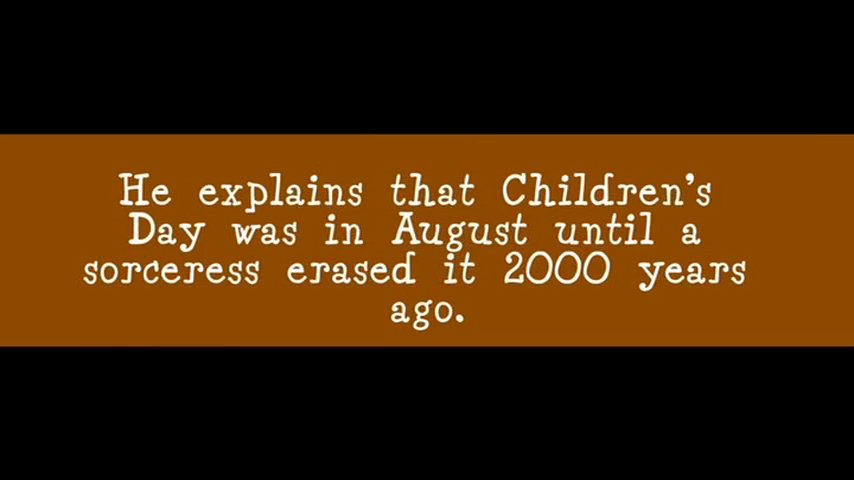 He explains that Children's
Day was in August until a
sorceress erased it 2000 years
ago.